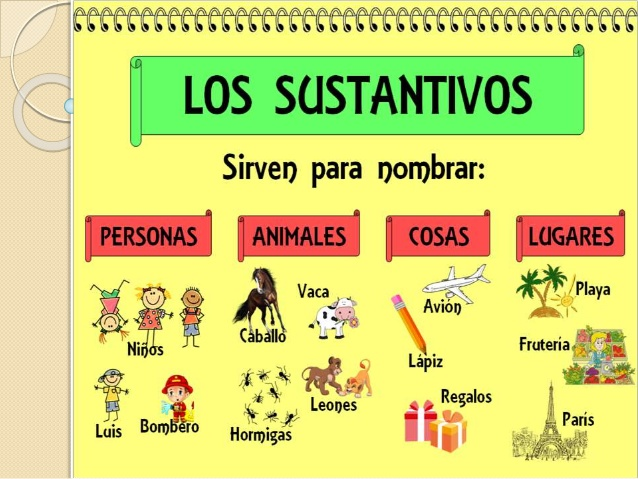 LOS SUSTANTIVOS
Sirven para nombrar:
PERSONAS
ANIMALES
COSAS
LUGARES
Niños
Luis
Bombero
Caballo
Vaca
Hormigas
Leones
Avión
Lápiz
Regalos
Playa
Frutería
París